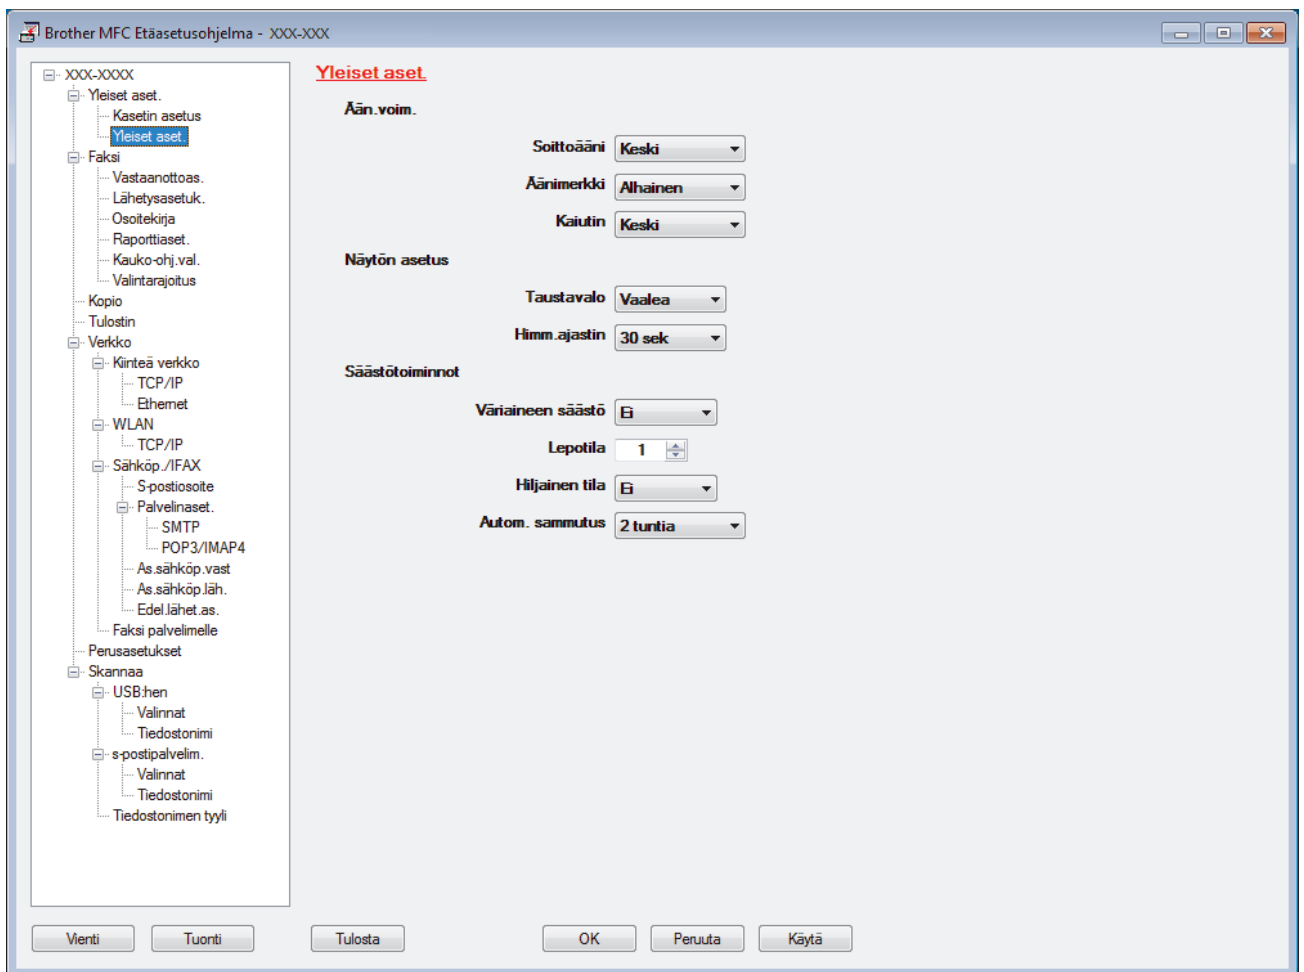 Brother MFC Etäasetusohjelma - XXX-XXX
XXX-XXXX
Yleiset aset.
Kasetin asetus
Yleiset aset.
Faksi
Vastaanottoas.
Lähetysasetuk.
Osoitekirja
Raporttiaset.
Kauko-ohj.val.
Valintarajoitus
Kopio
Tulostin
Verkko
Kiinteä verkko
TCP/IP
Ethernet
WLAN
TCP/IP
Sähköp./IFAX
S-postiosoite
Palvelinaset.
SMTP
POP3/IMAP4
As.sähköp.vast
As.sähköp.läh.
Edel.lähet.as.
Faksi palvelimelle
Perusasetukset
Skannaa
USB:hen
Valinnat
Tiedostonimi
s-postipalvelim.
Valinnat
Tiedostonimi
Tiedostonimen tyyli
Yleiset aset.
Ään.voim.
Soittoääni Keski
Äänimerkki Alhainen
Kaiutin Keski
Näytön asetus
Taustavalo Vaalea
Himm.ajastin 30 sek
Säästötoiminnot
Väriaineen säästö Ei
Lepotila 1
Hiljainen tila Ei
Autom. sammutus 2 tuntia
Vienti Tuonti Tulosta OK Peruuta Käytä